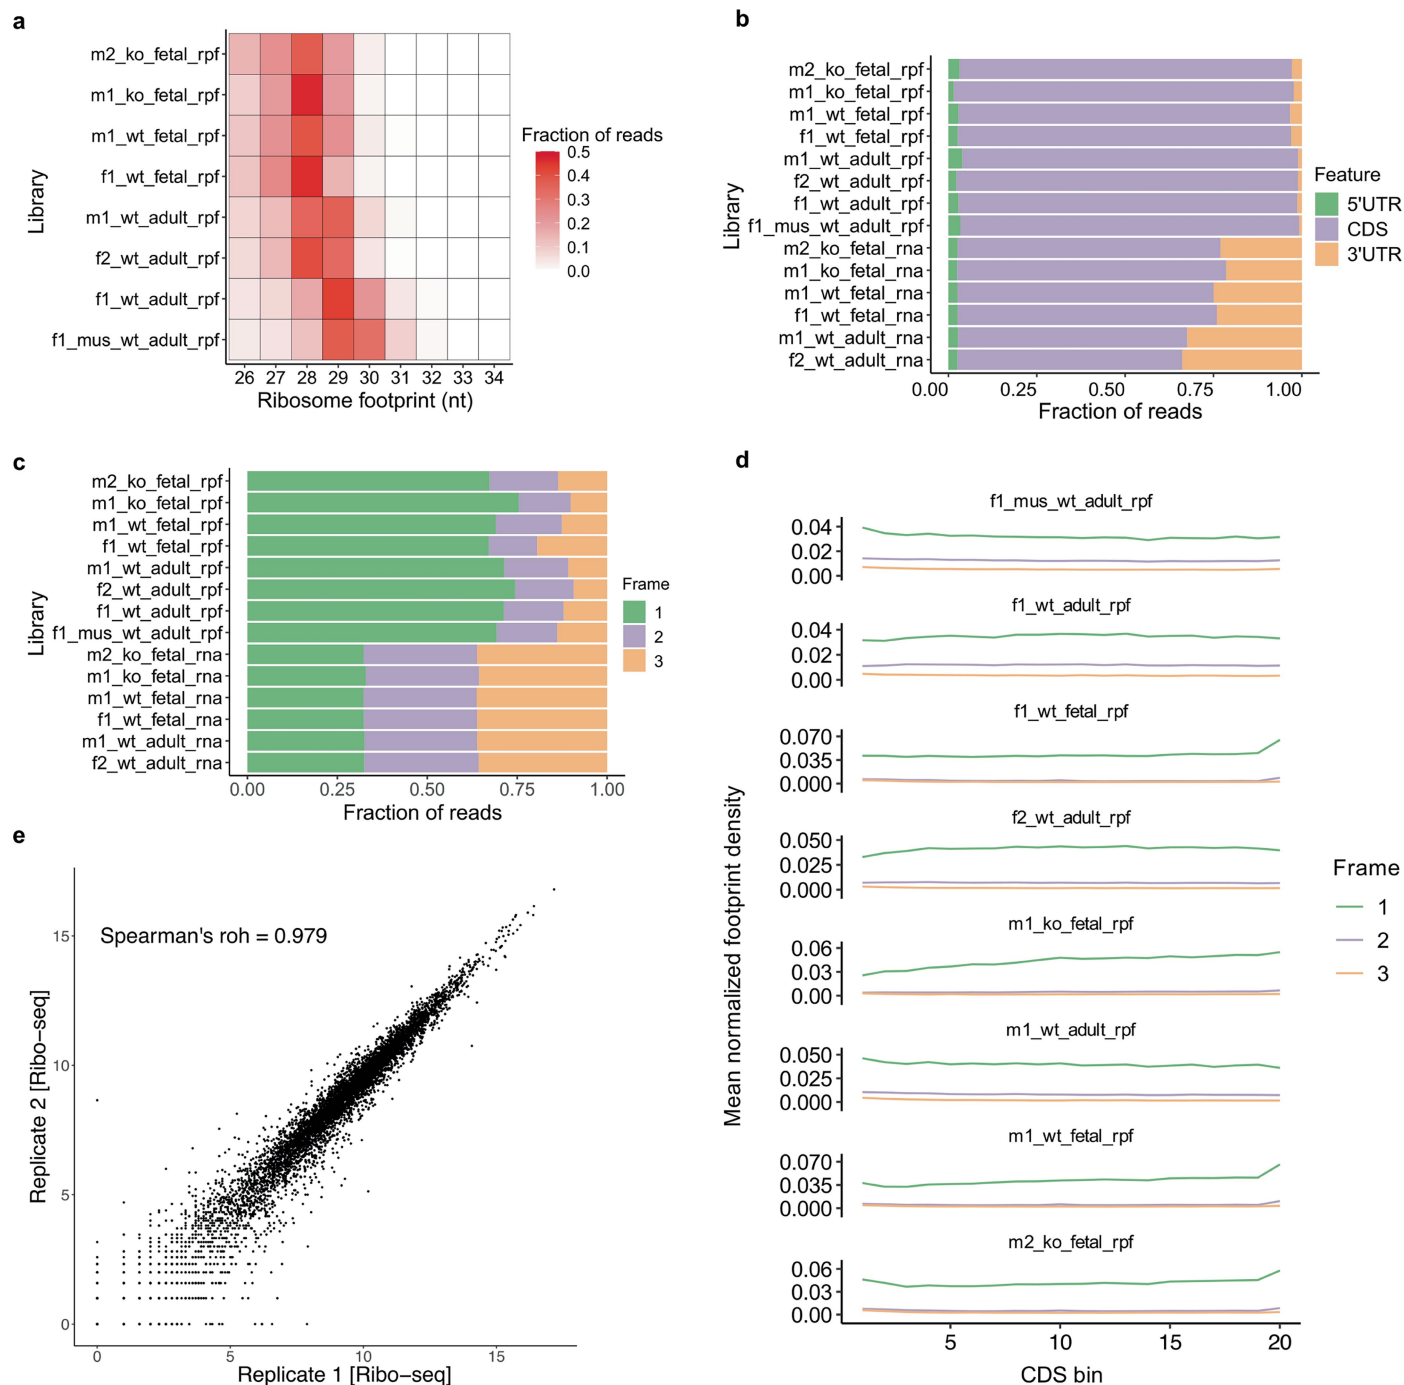 a
m2_ko_fetal_rpf
m1_ko_fetal_rpf
m1_wt_fetal_rpf
f1_wt_fetal_rpf
m1_wt_adult_rpf
f2_wt_adult_rpf
f1_wt_adult_rpf
f1_mus_wt_adult_rpf
Library
26 27 28 29 30 31 32 33 34
Ribosome footprint (nt)
Fraction of reads
0.5
0.4
0.3
0.2
0.1
0.0
b
m2_ko_fetal_rpf
m1_ko_fetal_rpf
m1_wt_fetal_rpf
f1_wt_fetal_rpf
m1_wt_adult_rpf
f2_wt_adult_rpf
f1_wt_adult_rpf
f1_mus_wt_adult_rpf
m2_ko_fetal_rna
m1_ko_fetal_rna
m1_wt_fetal_rna
f1_wt_fetal_rna
m1_wt_adult_rna
f2_wt_adult_rna
Library
0.00 0.25 0.50 0.75 1.00
Fraction of reads
Feature
5'UTR
CDS
3'UTR
c
m2_ko_fetal_rpf
m1_ko_fetal_rpf
m1_wt_fetal_rpf
f1_wt_fetal_rpf
m1_wt_adult_rpf
f2_wt_adult_rpf
f1_wt_adult_rpf
f1_mus_wt_adult_rpf
m2_ko_fetal_rna
m1_ko_fetal_rna
m1_wt_fetal_rna
f1_wt_fetal_rna
m1_wt_adult_rna
f2_wt_adult_rna
Library
0.00 0.25 0.50 0.75 1.00
Fraction of reads
Frame
1
2
3
d
f1_mus_wt_adult_rpf
0.04
0.02
0.00
f1_wt_adult_rpf
0.04
0.02
0.00
f1_wt_fetal_rpf
0.070
0.035
0.000
f2_wt_adult_rpf
0.050
0.025
0.000
m1_ko_fetal_rpf
0.06
0.03
0.00
m1_wt_adult_rpf
0.050
0.025
0.000
m1_wt_fetal_rpf
0.070
0.035
0.000
m2_ko_fetal_rpf
0.06
0.03
0.00
Mean normalized footprint density
5 10 15 20
CDS bin
Frame
1
2
3
e
Spearman's roh = 0.979
15
10
5
0
Replicate 2 [Ribo−seq]
0 5 10 15
Replicate 1 [Ribo−seq]